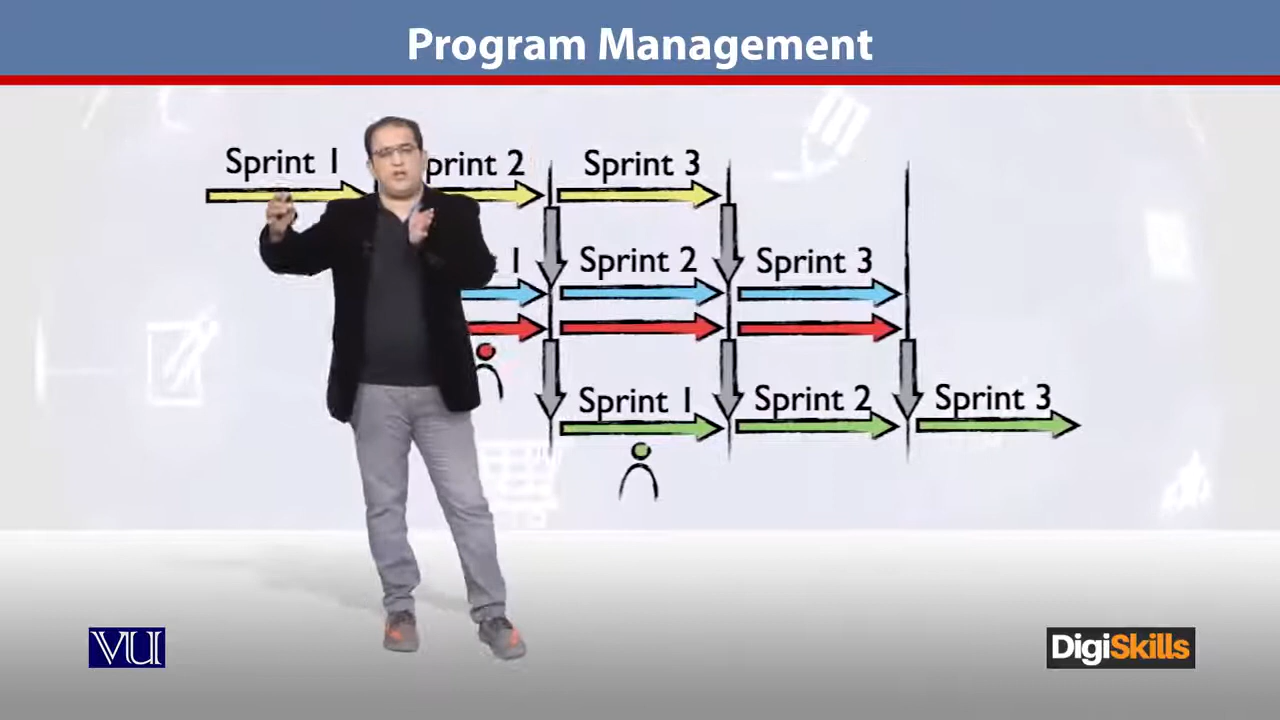 Program Management
Sprint 1
print 2
Sprint 3
1
Sprint 2
Sprint 3
Sprint 1
Sprint 2
Sprint 3
VU
DigiSkills